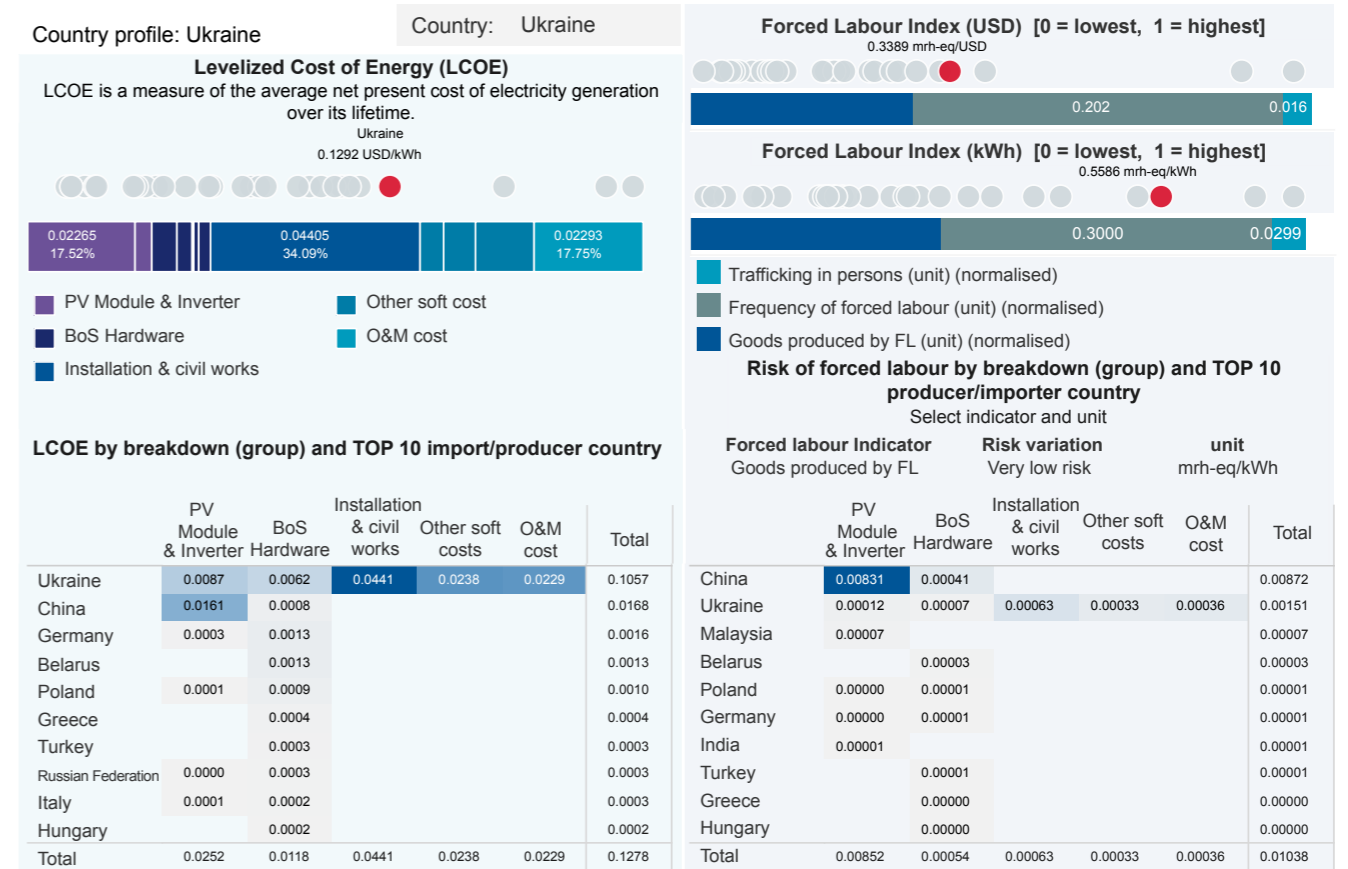 Country profile: Ukraine
Country: Ukraine
Levelized Cost of Energy (LCOE)
LCOE is a measure of the average net present cost of electricity generation
over its lifetime.
Ukraine
0.1292 USD/kWh
0.02265 0.04405 0.02293
17.52% 34.09% 17.75%
PV Module & Inverter
BoS Hardware
Installation & civil works
Other soft cost
O&M cost
LCOE by breakdown (group) and TOP 10 import/producer country
PV Module & Inverter BoS Hardware Installation & civil works Other soft costs O&M cost Total
Ukraine 0.0087 0.0062 0.0441 0.0238 0.0229 0.1057
China 0.0161 0.0008 0.0168
Germany 0.0003 0.0013 0.0016
Belarus 0.0013 0.0013
Poland 0.0001 0.0009 0.0010
Greece 0.0004 0.0004
Turkey 0.0003 0.0003
Russian Federation 0.0000 0.0003 0.0003
Italy 0.0001 0.0002 0.0003
Hungary 0.0002 0.0002
Total 0.0252 0.0118 0.0441 0.0238 0.0229 0.1278
Forced Labour Index (USD) [0 = lowest, 1 = highest]
0.3389 mrh-eq/USD
0.202 0.016
Forced Labour Index (kWh) [0 = lowest, 1 = highest]
0.5586 mrh-eq/kWh
0.3000 0.0299
Trafficking in persons (unit) (normalised)
Frequency of forced labour (unit) (normalised)
Goods produced by FL (unit) (normalised)
Risk of forced labour by breakdown (group) and TOP 10
producer/importer country
Select indicator and unit
Forced labour Indicator Risk variation unit
Goods produced by FL Very low risk mrh-eq/kWh
PV Module & Inverter BoS Hardware Installation & civil works Other soft costs O&M cost Total
China 0.00831 0.00041 0.00872
Ukraine 0.00012 0.00007 0.00063 0.00033 0.00036 0.00151
Malaysia 0.00007 0.00007
Belarus 0.00003 0.00003
Poland 0.00000 0.00001 0.00001
Germany 0.00000 0.00001 0.00001
India 0.00001 0.00001
Turkey 0.00001 0.00001
Greece 0.00000 0.00000
Hungary 0.00000 0.00000
Total 0.00852 0.00054 0.00063 0.00033 0.00036 0.01038